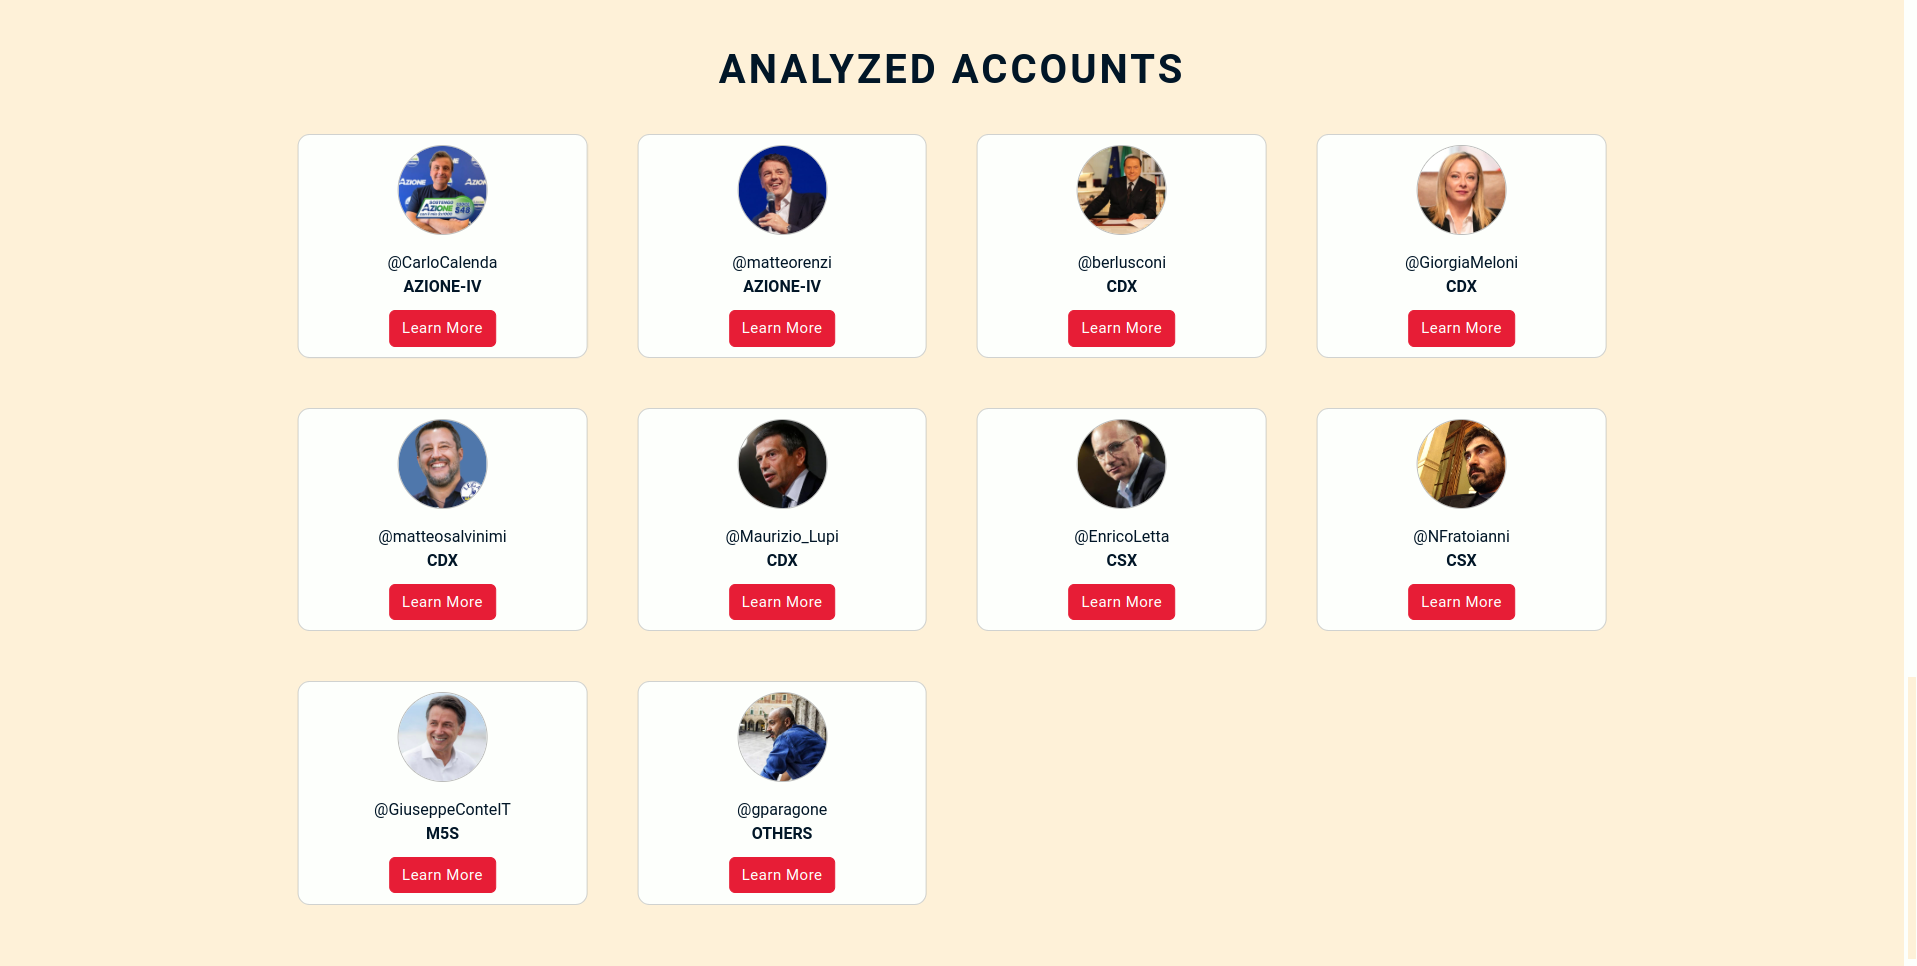 ANALYZED ACCOUNTS
@CarloCalenda
AZIONE-IV
Learn More
@matteorenzi
AZIONE-IV
Learn More
@berlusconi
CDX
Learn More
@GiorgiaMeloni
CDX
Learn More
@matteosalvinimi
CDX
Learn More
@Maurizio_Lupi
CDX
Learn More
@EnricoLetta
CSX
Learn More
@NFratoianni
CSX
Learn More
@GiuseppeConteIT
M5S
Learn More
@gparagone
OTHERS
Learn More